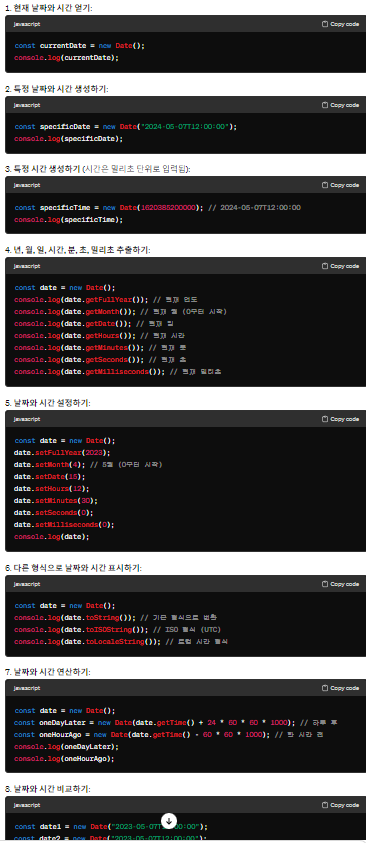 1. 현재 날짜와 시간 얻기:
javascript Copy code
const currentDate = new Date();
console.log(currentDate);
2. 특정 날짜와 시간 생성하기:
javascript Copy code
const specificDate = new Date("2024-05-07T12:00:00");
console.log(specificDate);
3. 특정 시간 생성하기 (시간은 밀리초 단위로 입력됨):
javascript Copy code
const specificTime = new Date(1620385200000); // 2024-05-07T12:00:00
console.log(specificTime);
4. 년, 월, 일, 시간, 분, 초, 밀리초 추출하기:
javascript Copy code
const date = new Date();
console.log(date.getFullYear()); // 현재 연도
console.log(date.getMonth()); // 현재 월 (0부터 시작)
console.log(date.getDate()); // 현재 일
console.log(date.getHours()); // 현재 시간
console.log(date.getMinutes()); // 현재 분
console.log(date.getSeconds()); // 현재 초
console.log(date.getMilliseconds()); // 현재 밀리초
5. 날짜와 시간 설정하기:
javascript Copy code
const date = new Date();
date.setFullYear(2023);
date.setMonth(4); // 5월 (0부터 시작)
date.setDate(15);
date.setHours(12);
date.setMinutes(30);
date.setSeconds(0);
date.setMilliseconds(0);
console.log(date);
6. 다른 형식으로 날짜와 시간 표시하기:
javascript Copy code
const date = new Date();
console.log(date.toString()); // 기본 형식으로 변환
console.log(date.toISOString()); // ISO 형식 (UTC)
console.log(date.toLocaleString()); // 로컬 시간 형식
7. 날짜와 시간 연산하기:
javascript Copy code
const date = new Date();
const oneDayLater = new Date(date.getTime() + 24 * 60 * 60 * 1000); // 하루 후
const oneHourAgo = new Date(date.getTime() - 60 * 60 * 1000); // 한 시간 전
console.log(oneDayLater);
console.log(oneHourAgo);
8. 날짜와 시간 비교하기:
javascript Copy code
const date1 = new Date("2023-05-07T 00:00");
const date2 = new